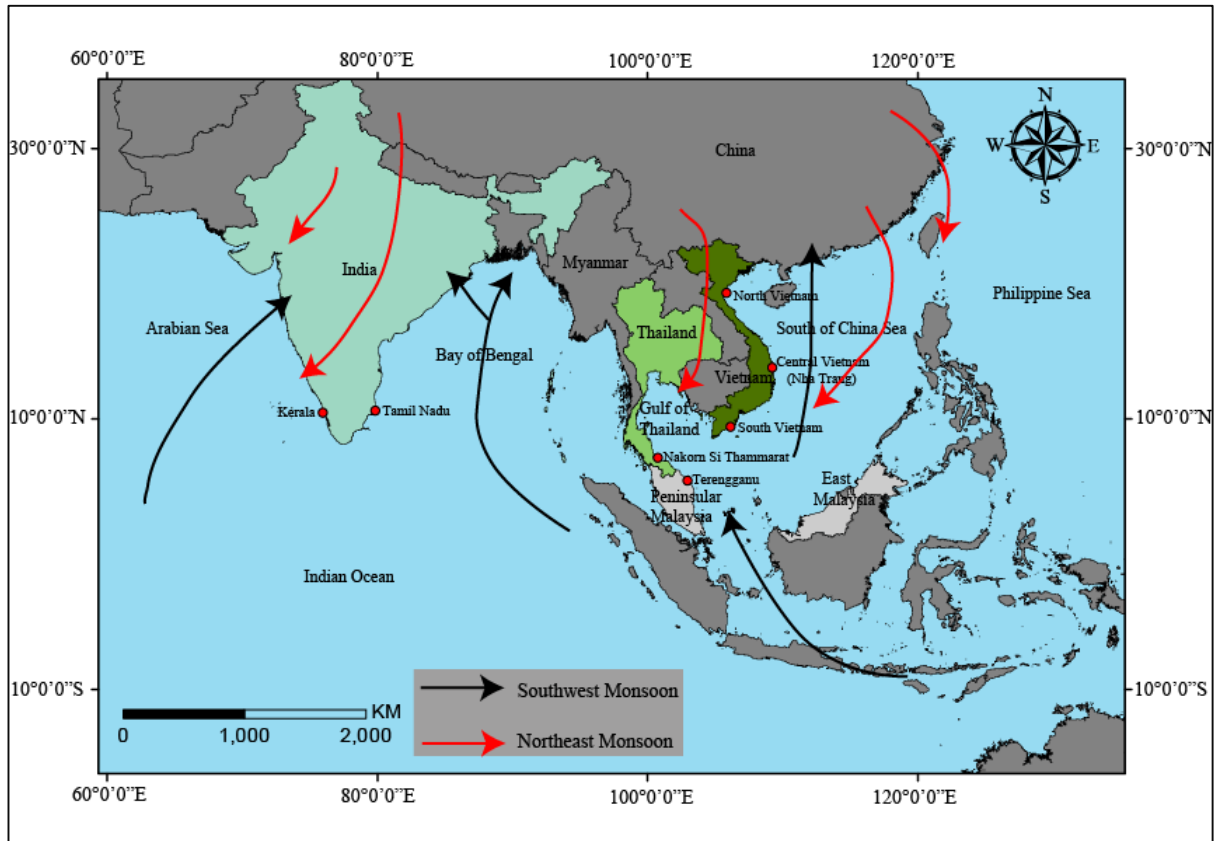 60°0'0''E 80°0'0''E 100°0'0''E 120°0'0''E
N
W E
S
30°0'0''N 30°0'0''N
China
Myanmar
India
North Vietnam
Philippine Sea
Arabian Sea
Thailand
South of China Sea
Bay of Bengal
Central Vietnam
(Nha Trang)
Vietnam
Kerala
Tamil Nadu
10°0'0''N 10°0'0''N
Gulf of
Thailand
South Vietnam
Nakorn Si Thammarat
Terengganu
East
Malaysia
Peninsular
Malaysia
Indian Ocean
10°0'0''S 10°0'0''S
Southwest Monsoon
KM
0 1,000 2,000
Northeast Monsoon
60°0'0''E 80°0'0''E 100°0'0''E 120°0'0''E